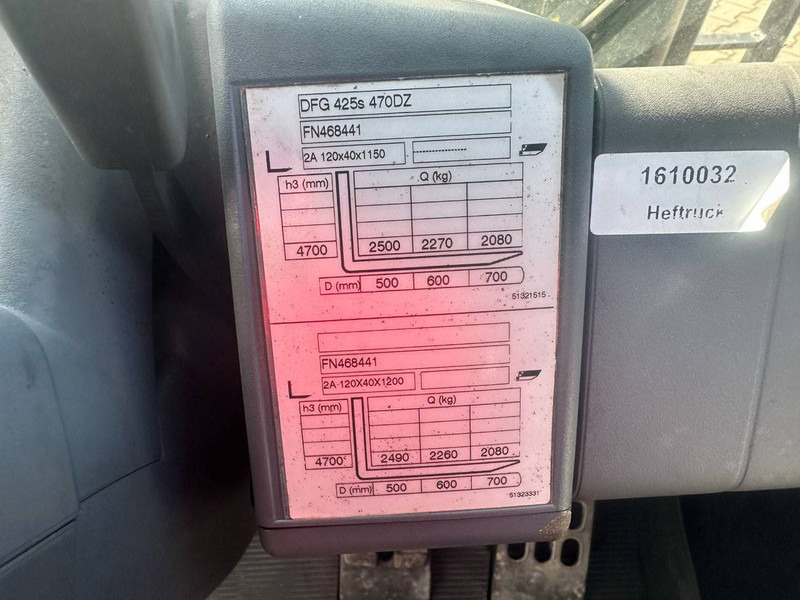 DFG 425s 470DZ
FN468441
2A 120x40x1150 ----------------
h3 (mm) Q (kg)
4700 2500 2270 2080
D (mm) 500 600 700
51321515
FN468441
2A 120X40X1200
h3 (mm) Q (kg)
4700 2490 2260 2080
D (mm) 500 600 700
51323331
1610032
Heftruck